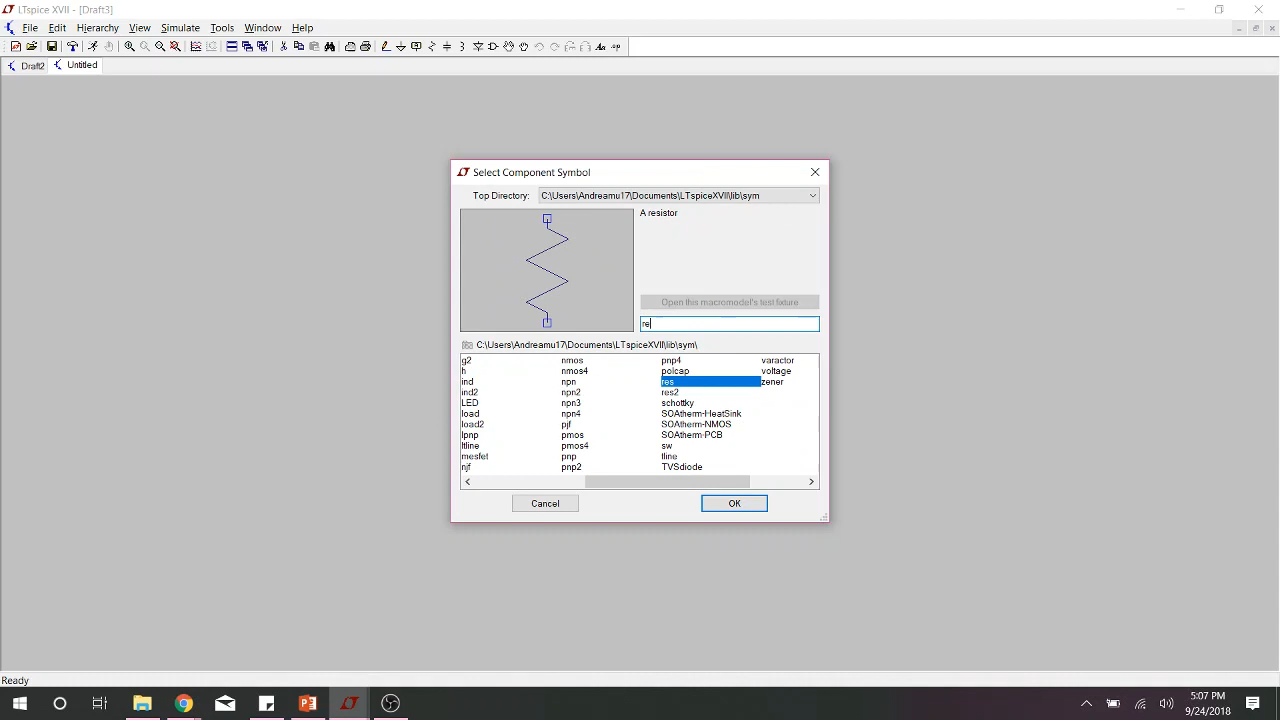 LTspice XVII - [Draft3]
File Edit Hierarchy View Simulate Tools Window Help
Draft2 Untitled
Select Component Symbol
Top Directory: C:\Users\Andreamu17\Documents\LTspiceXVII\lib\sym
A resistor
Open this macromodel's test fixture
re
C:\Users\Andreamu17\Documents\LTspiceXVII\lib\sym\
g2 nmos pnp4 varactor
h nmos4 polcap voltage
ind npn res zener
ind2 npn2 res2
LED npn3 schottky
load npn4 SOAtherm-HeatSink
load2 pjf SOAtherm-NMOS
lpnp pmos SOAtherm-PCB
ltline pmos4 sw
mesfet pnp tline
njf pnp2 TVSdiode
Cancel OK
Ready
5:07 PM
9/24/2018